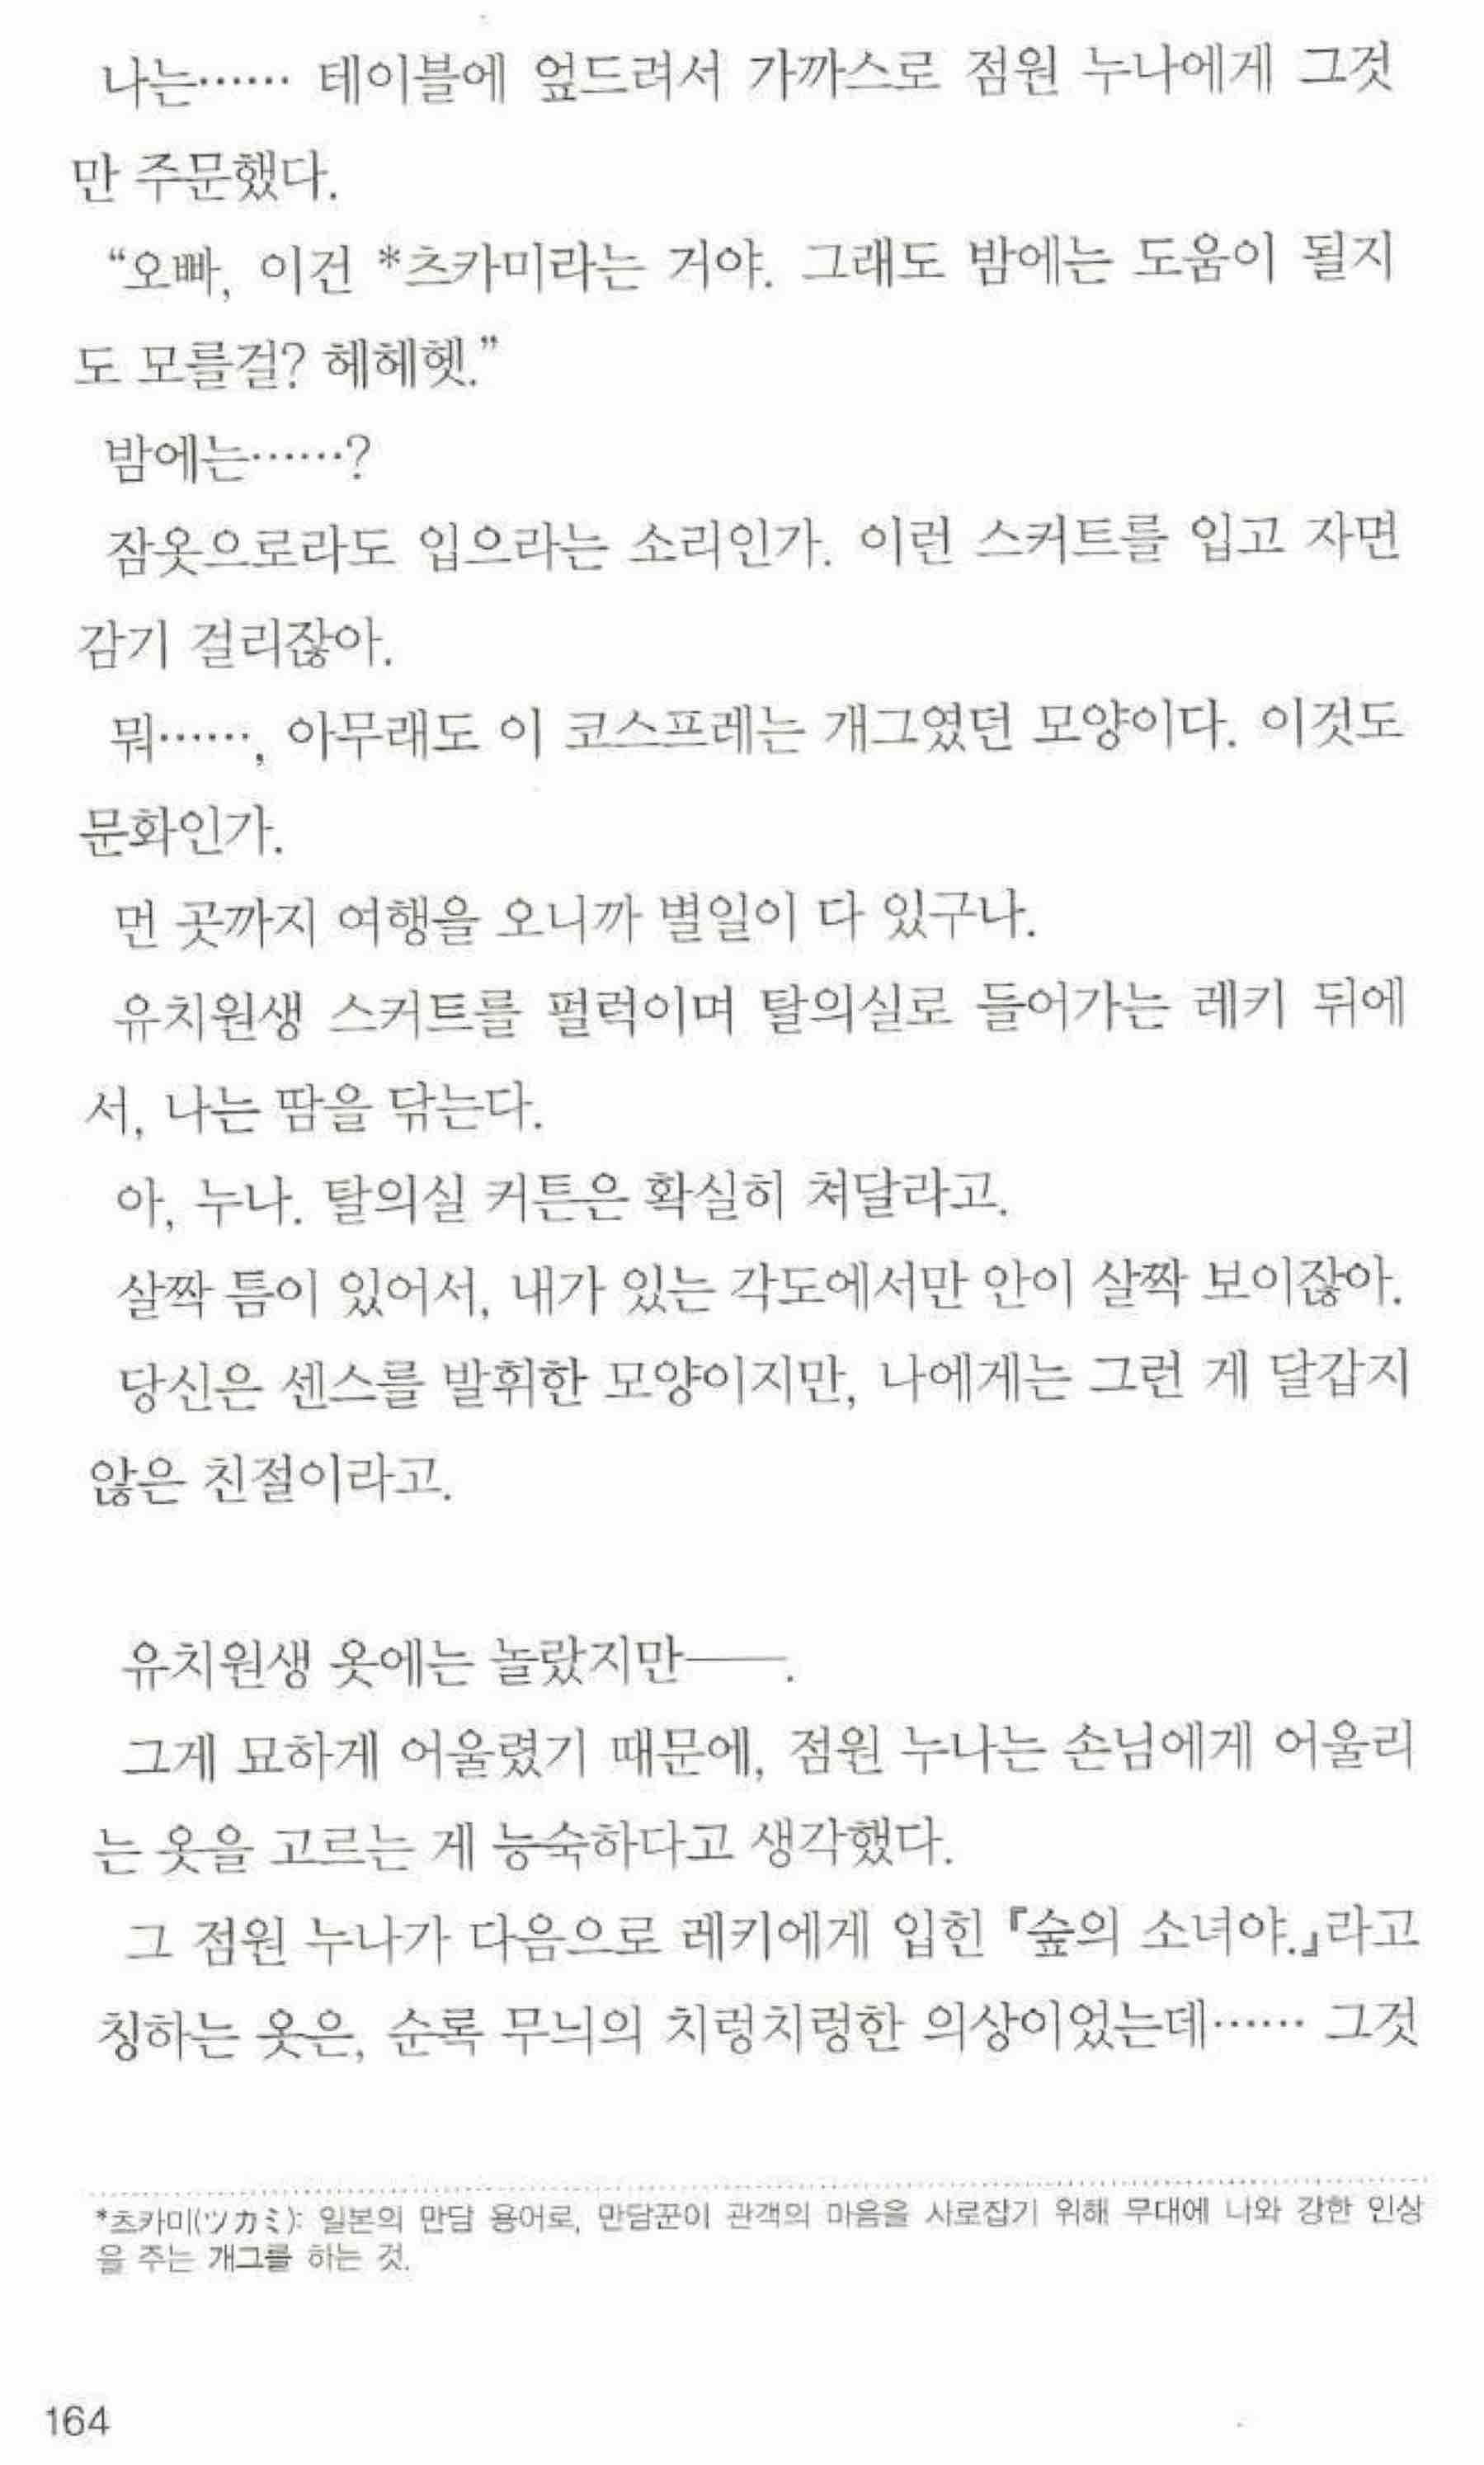 나는…… 테이블에 엎드려서 가까스로 점원 누나에게 그것
만 주문했다.
“오빠, 이건 *츠카미라는 거야. 그래도 밤에는 도움이 될지
도 모를걸? 헤헤헷.”
밤에는……?
잠옷으로라도 입으라는 소리인가. 이런 스커트를 입고 자면
감기 걸리잖아.
뭐……, 아무래도 이 코스프레는 개그였던 모양이다. 이것도
문화인가.
먼 곳까지 여행을 오니까 별일이 다 있구나.
유치원생 스커트를 펄럭이며 탈의실로 들어가는 레키 뒤에
서, 나는 땀을 닦는다.
아, 누나. 탈의실 커튼은 확실히 쳐달라고.
살짝 틈이 있어서, 내가 있는 각도에서만 안이 살짝 보이잖아.
당신은 센스를 발휘한 모양이지만, 나에게는 그런 게 달갑지
않은 친절이라고.
유치원생 옷에는 놀랐지만――.
그게 묘하게 어울렸기 때문에, 점원 누나는 손님에게 어울리
는 옷을 고르는 게 능숙하다고 생각했다.
그 점원 누나가 다음으로 레키에게 입힌 『숲의 소녀야.』라고
칭하는 옷은, 순록 무늬의 치렁치렁한 의상이었는데…… 그것
*츠카미(ツカミ): 일본의 만담 용어로, 만담꾼이 관객의 마음을 사로잡기 위해 무대에 나와 강한 인상
을 주는 개그를 하는 것.
164